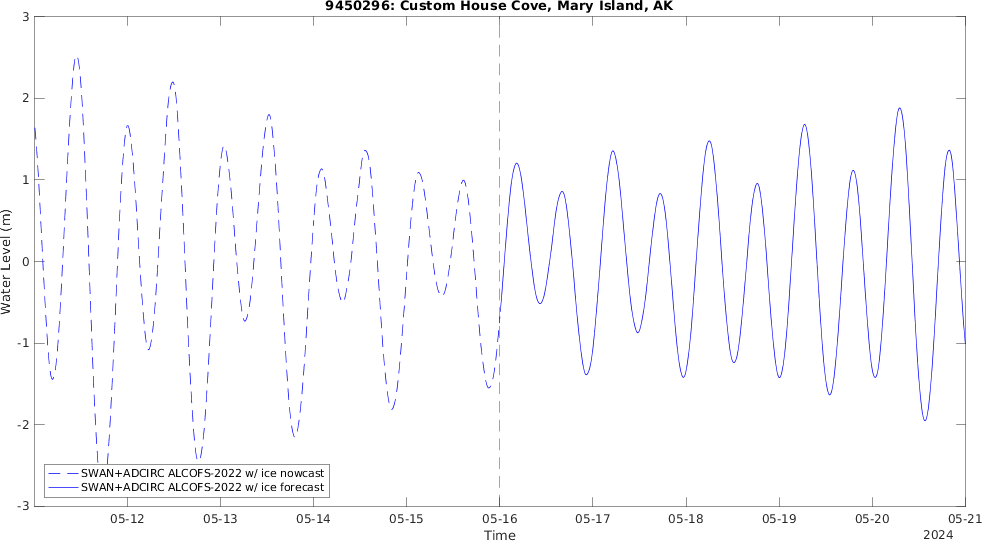 9450296: Custom House Cove, Mary Island, AK
3
2
1
0
-1
-2
-3
Water Level (m)
SWAN+ADCIRC ALCOFS-2022 w/ ice nowcast
SWAN+ADCIRC ALCOFS-2022 w/ ice forecast
05-12 05-13 05-14 05-15 05-16 05-17 05-18 05-19 05-20 05-21
Time
2024